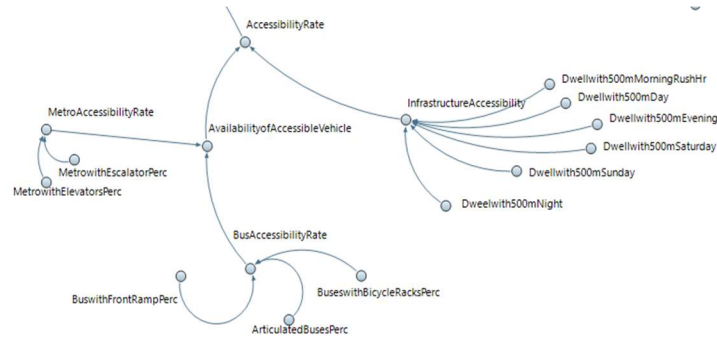 AccessibilityRate
Dwellwith500mMorningRushHr
InfrastructureAccessibility
Dwellwith500mDay
MetroAccessibilityRate
Dwellwith500mEvening
AvailabilityofAccessibleVehicle
Dwellwith500mSaturday
MetrowithEscalatorPerc
Dwellwith500mSunday
MetrowithElevatorsPerc
Dweelwith500mNight
BusAccessibilityRate
BuswithFrontRampPerc
BuseswithBicycleRacksPerc
ArticulatedBusesPerc